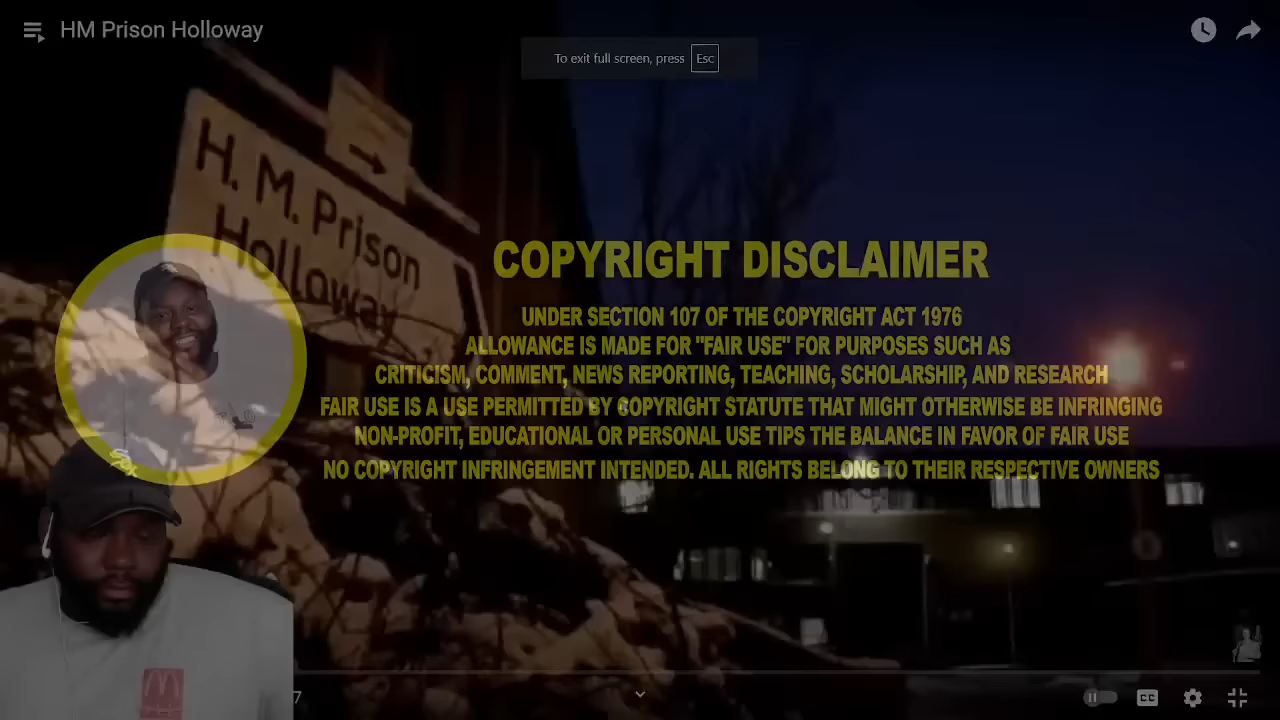 HM Prison Holloway
To exit full screen, press Esc
H. M. Prison
Holloway
COPYRIGHT DISCLAIMER
UNDER SECTION 107 OF THE COPYRIGHT ACT 1976
ALLOWANCE IS MADE FOR "FAIR USE" FOR PURPOSES SUCH AS
CRITICISM, COMMENT, NEWS REPORTING, TEACHING, SCHOLARSHIP, AND RESEARCH
FAIR USE IS A USE PERMITTED BY COPYRIGHT STATUTE THAT MIGHT OTHERWISE BE INFRINGING
NON-PROFIT, EDUCATIONAL OR PERSONAL USE TIPS THE BALANCE IN FAVOR OF FAIR USE
NO COPYRIGHT INFRINGEMENT INTENDED. ALL RIGHTS BELONG TO THEIR RESPECTIVE OWNERS
7
CC